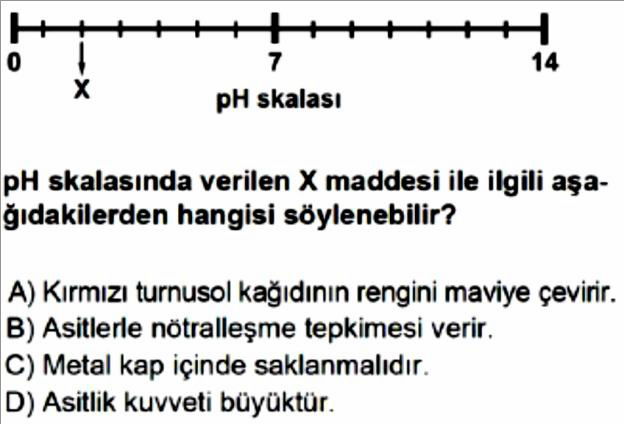 0 7 14
X
pH skalası
pH skalasında verilen X maddesi ile ilgili aşa-
ğıdakilerden hangisi söylenebilir?
A) Kırmızı turnusol kağıdının rengini maviye çevirir.
B) Asitlerle nötralleşme tepkimesi verir.
C) Metal kap içinde saklanmalıdır.
D) Asitlik kuvveti büyüktür.